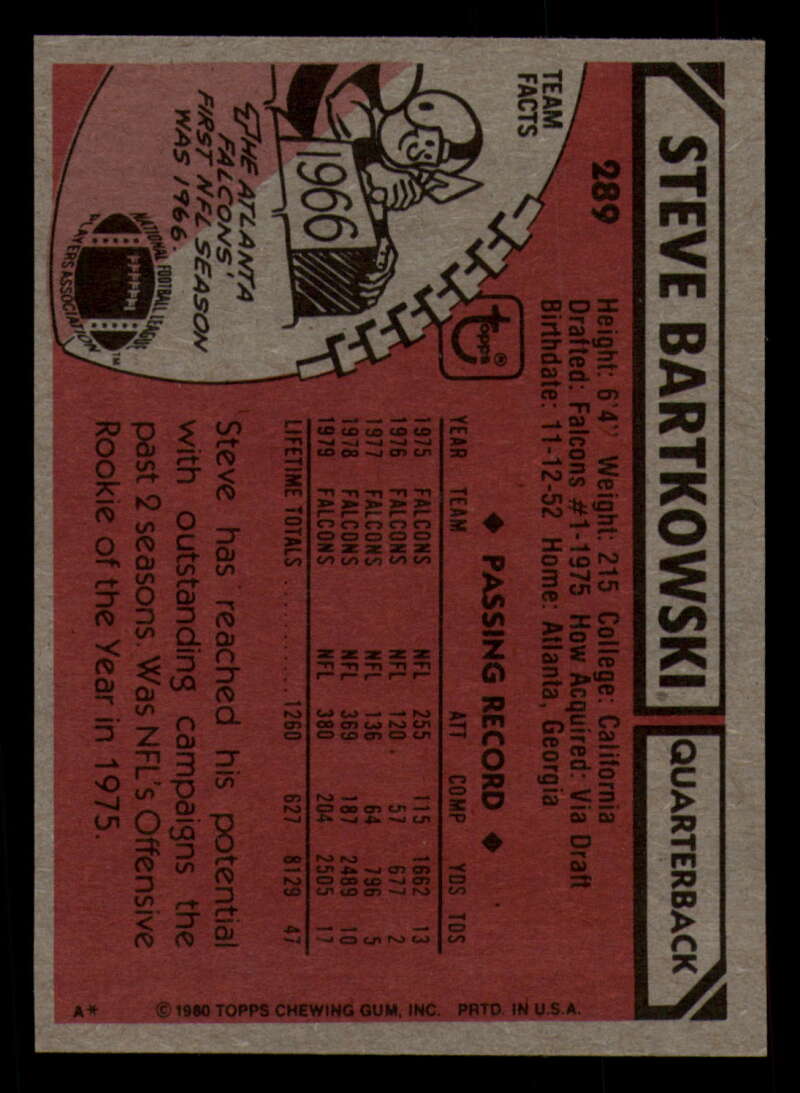 STEVE BARTKOWSKI
QUARTERBACK
289
Height: 6'4" Weight: 215 College: California
Drafted: Falcons #1-1975 How Acquired: Via Draft
Birthdate: 11-12-52 Home: Atlanta, Georgia
TEAM
FACTS
1966
THE ATLANTA
FALCONS'
FIRST NFL SEASON
WAS 1966.
NATIONAL FOOTBALL LEAGUE
PLAYERS ASSOCIATION
™
Topps®
◆ PASSING RECORD ◆
YEAR TEAM ATT COMP YDS TDS
1975 FALCONS NFL 255 115 1662 13
1976 FALCONS NFL 120 57 677 2
1977 FALCONS NFL 136 64 796 5
1978 FALCONS NFL 369 187 2489 10
1979 FALCONS NFL 380 204 2505 17
LIFETIME TOTALS ........... 1260 627 8129 47
Steve has reached his potential
with outstanding campaigns the
past 2 seasons. Was NFL's Offensive
Rookie of the Year in 1975.
A* © 1980 TOPPS CHEWING GUM, INC. PRTD. IN U.S.A.